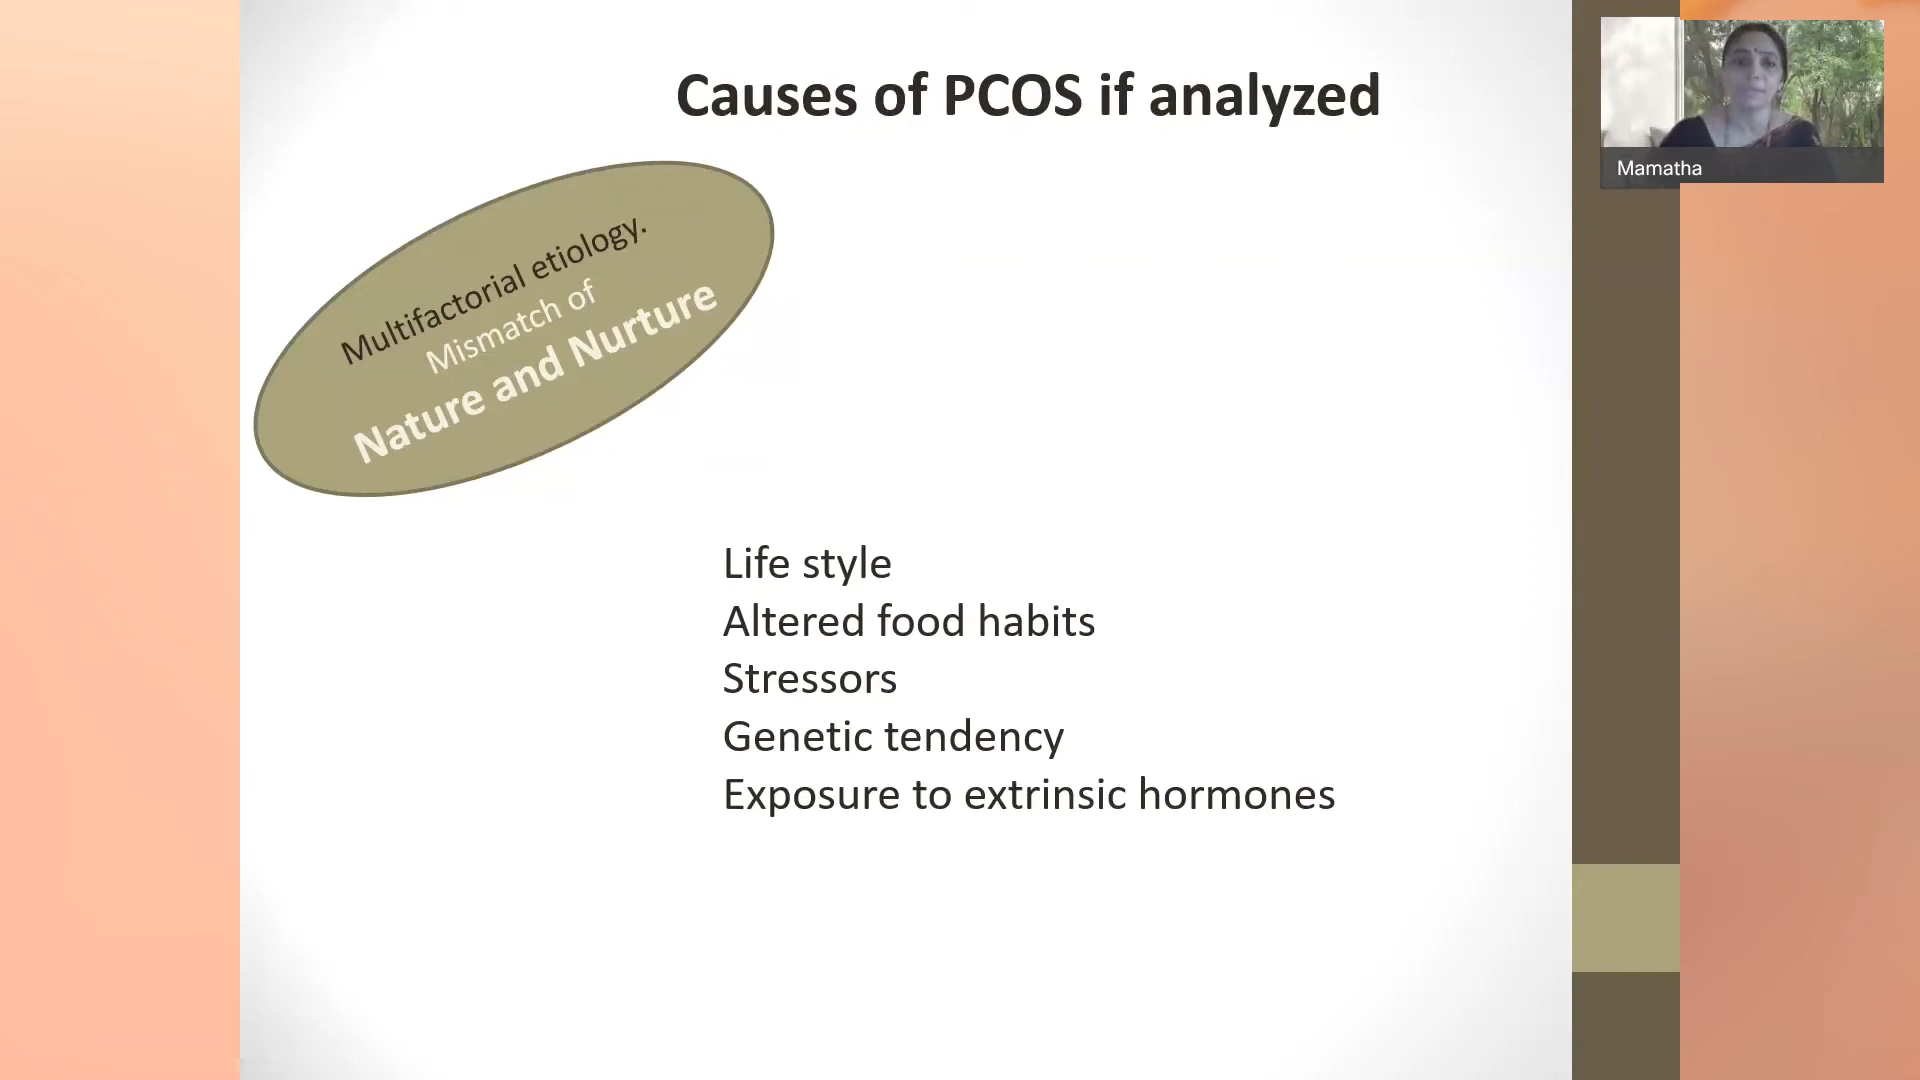 Causes of PCOS if analyzed
Mamatha
Multifactorial etiology.
Mismatch of
Nature and Nurture
Life style
Altered food habits
Stressors
Genetic tendency
Exposure to extrinsic hormones